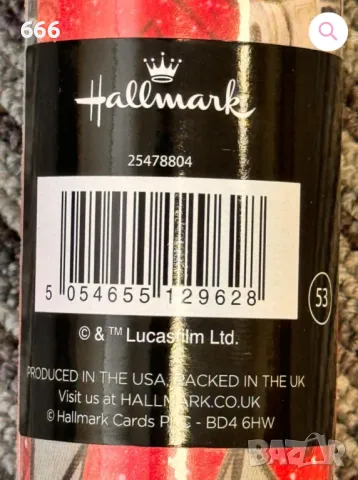 666
Hallmark
25478804
5 054655 129628
53
© & ™ Lucasfilm Ltd.
PRODUCED IN THE USA, PACKED IN THE UK
Visit us at HALLMARK.CO.UK
© Hallmark Cards PLC - BD4 6HW
BAZAR